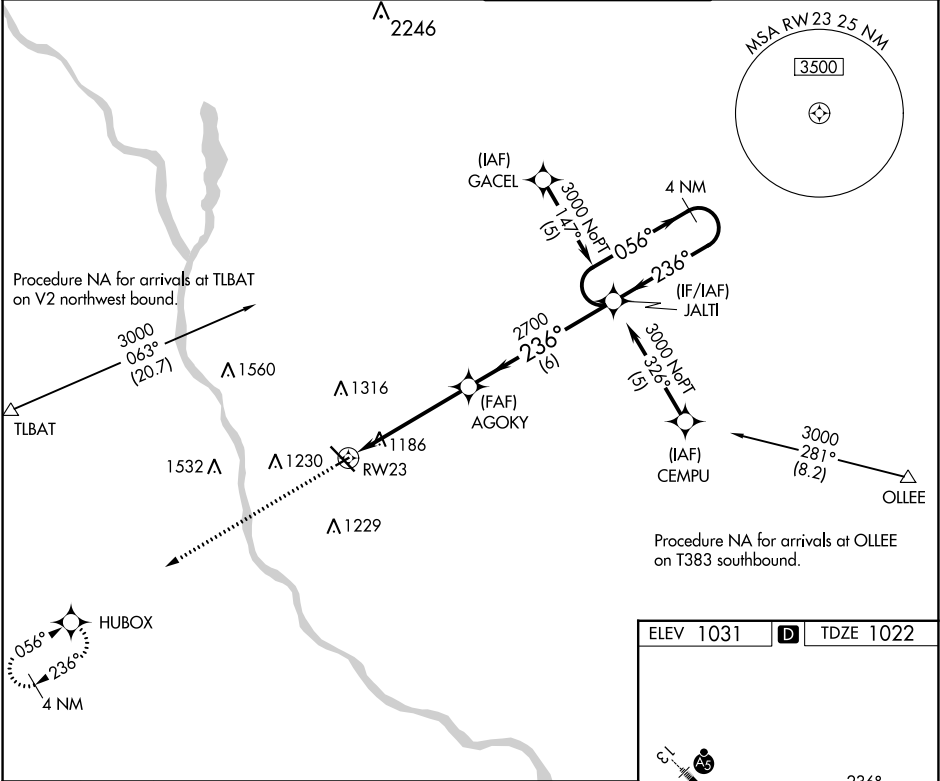 2246
MSA RW23 25 NM
3500
(IAF)
GACEL
3000 NoPT
147°
(5)
4 NM
056°
236°
(IF/IAF)
JALTI
Procedure NA for arrivals at TLBAT
on V2 northwest bound.
3000
063°
(20.7)
TLBAT
2700
236°
(6)
3000 NoPT
326°
(5)
1560
1316
(FAF)
AGOKY
1186
1532
1230
RW23
(IAF)
CEMPU
3000
281°
(8.2)
OLLEE
1229
Procedure NA for arrivals at OLLEE
on T383 southbound.
HUBOX
056°
236°
4 NM
ELEV 1031
D
TDZE 1022
13
A5
236°